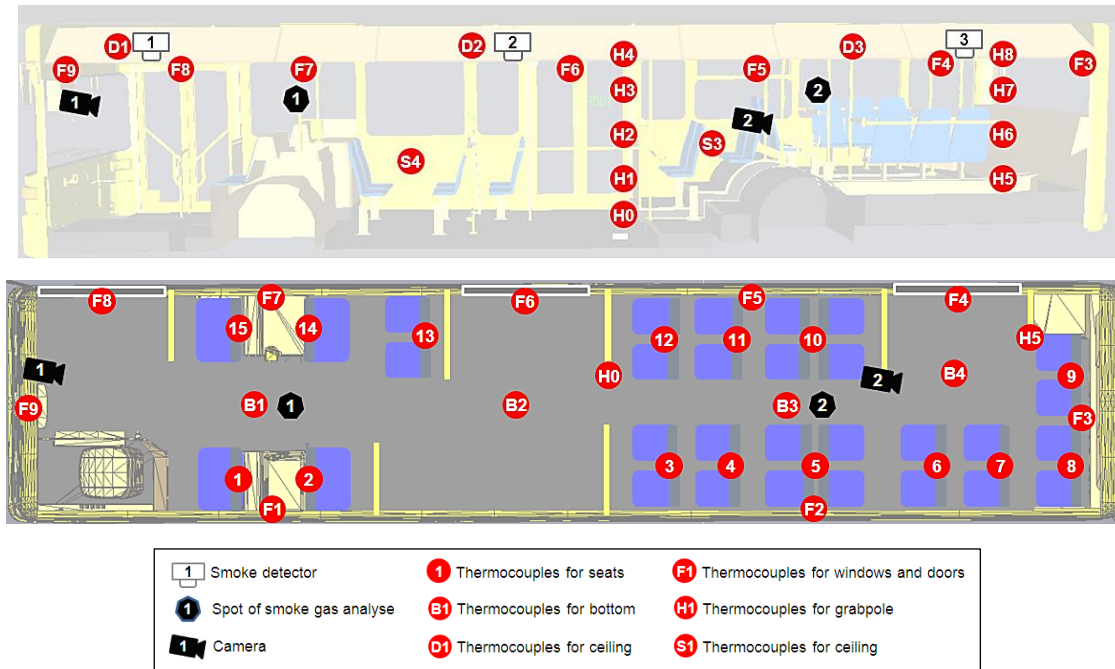 D1 1 D2 2 D3 3
F9 F8 F7 F6 H4 F5 F4 H8 F3
1 1 H3 2 H7
2
S4 H2 S3 H6
H1 H5
H0
F8 F7 F6 F5 F4
15 14 13 12 11 10 H5
1 H0 2 B4 9
F9 B1 1 B2 B3 2 F3
1 2 3 4 5 6 7 8
F1 F2
1 Smoke detector 1 Thermocouples for seats F1 Thermocouples for windows and doors
1 Spot of smoke gas analyse B1 Thermocouples for bottom H1 Thermocouples for grabpole
1 Camera D1 Thermocouples for ceiling S1 Thermocouples for ceiling